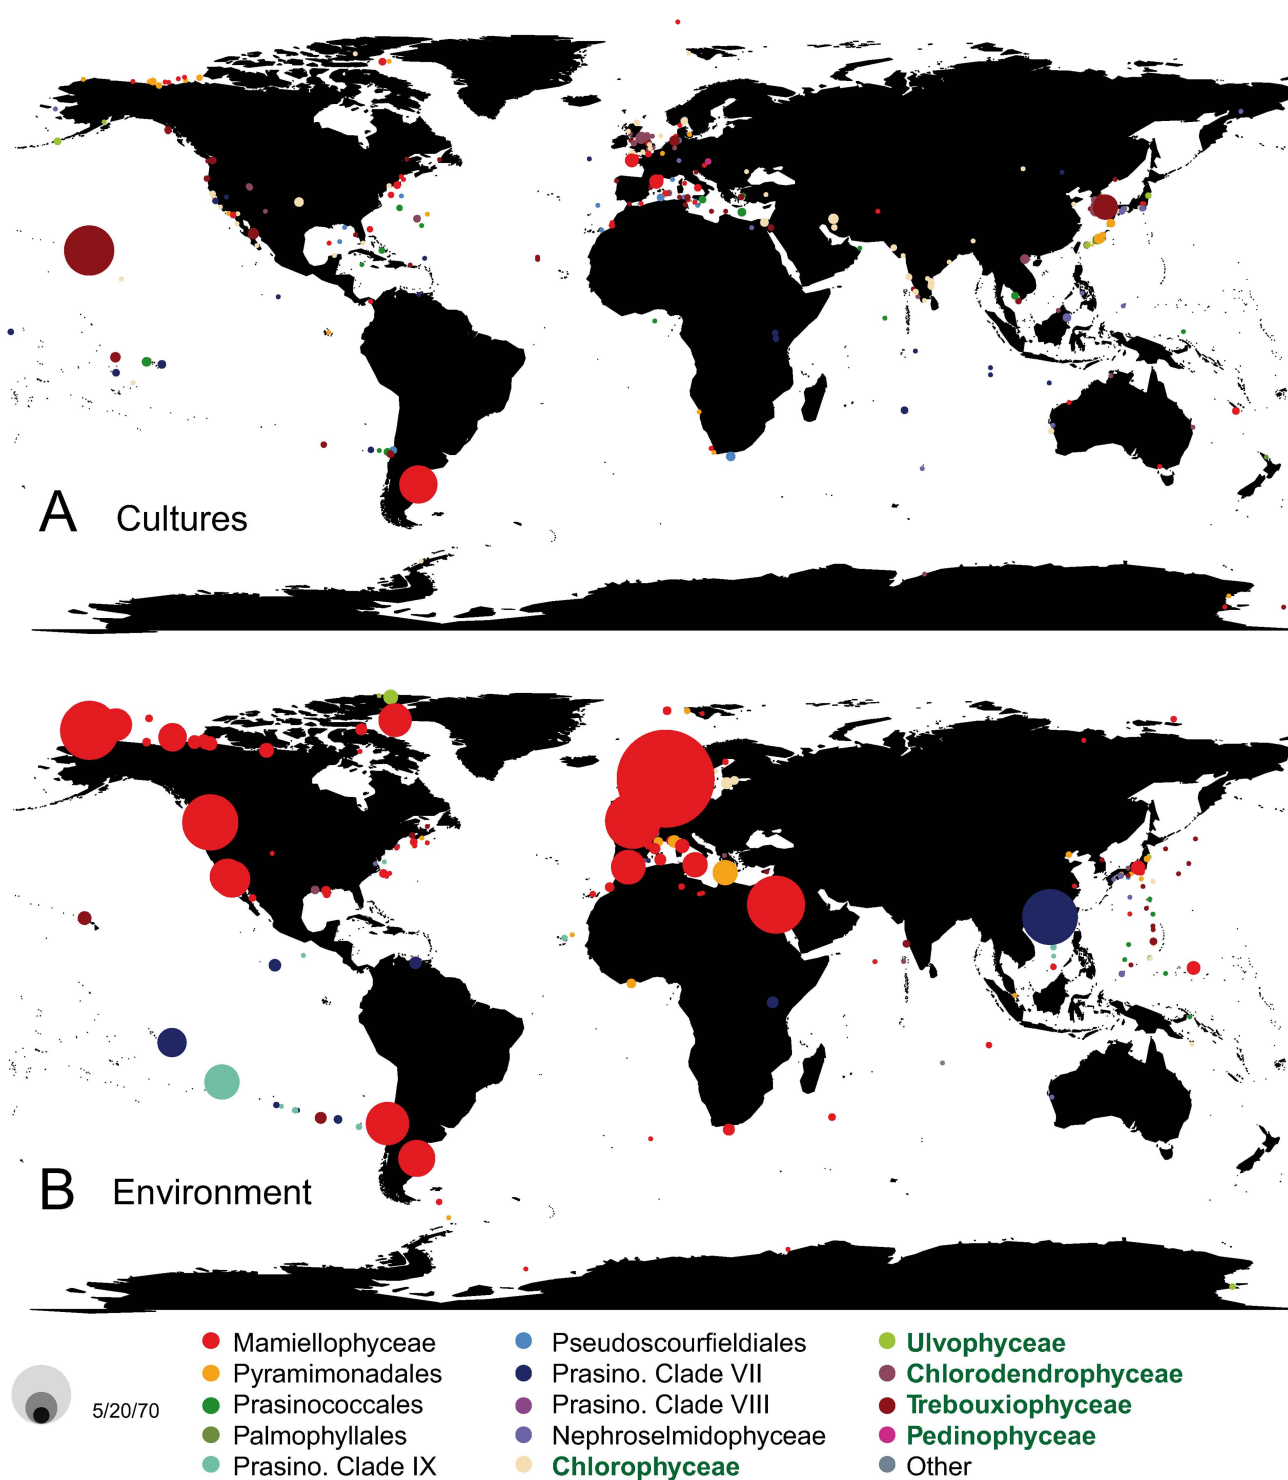 A Cultures
B Environment
5/20/70
Mamiellophyceae
Pyramimonadales
Prasinococcales
Palmophyllales
Prasino. Clade IX
Pseudoscourfieldiales
Prasino. Clade VII
Prasino. Clade VIII
Nephroselmidophyceae
Chlorophyceae
Ulvophyceae
Chlorodendrophyceae
Trebouxiophyceae
Pedinophyceae
Other